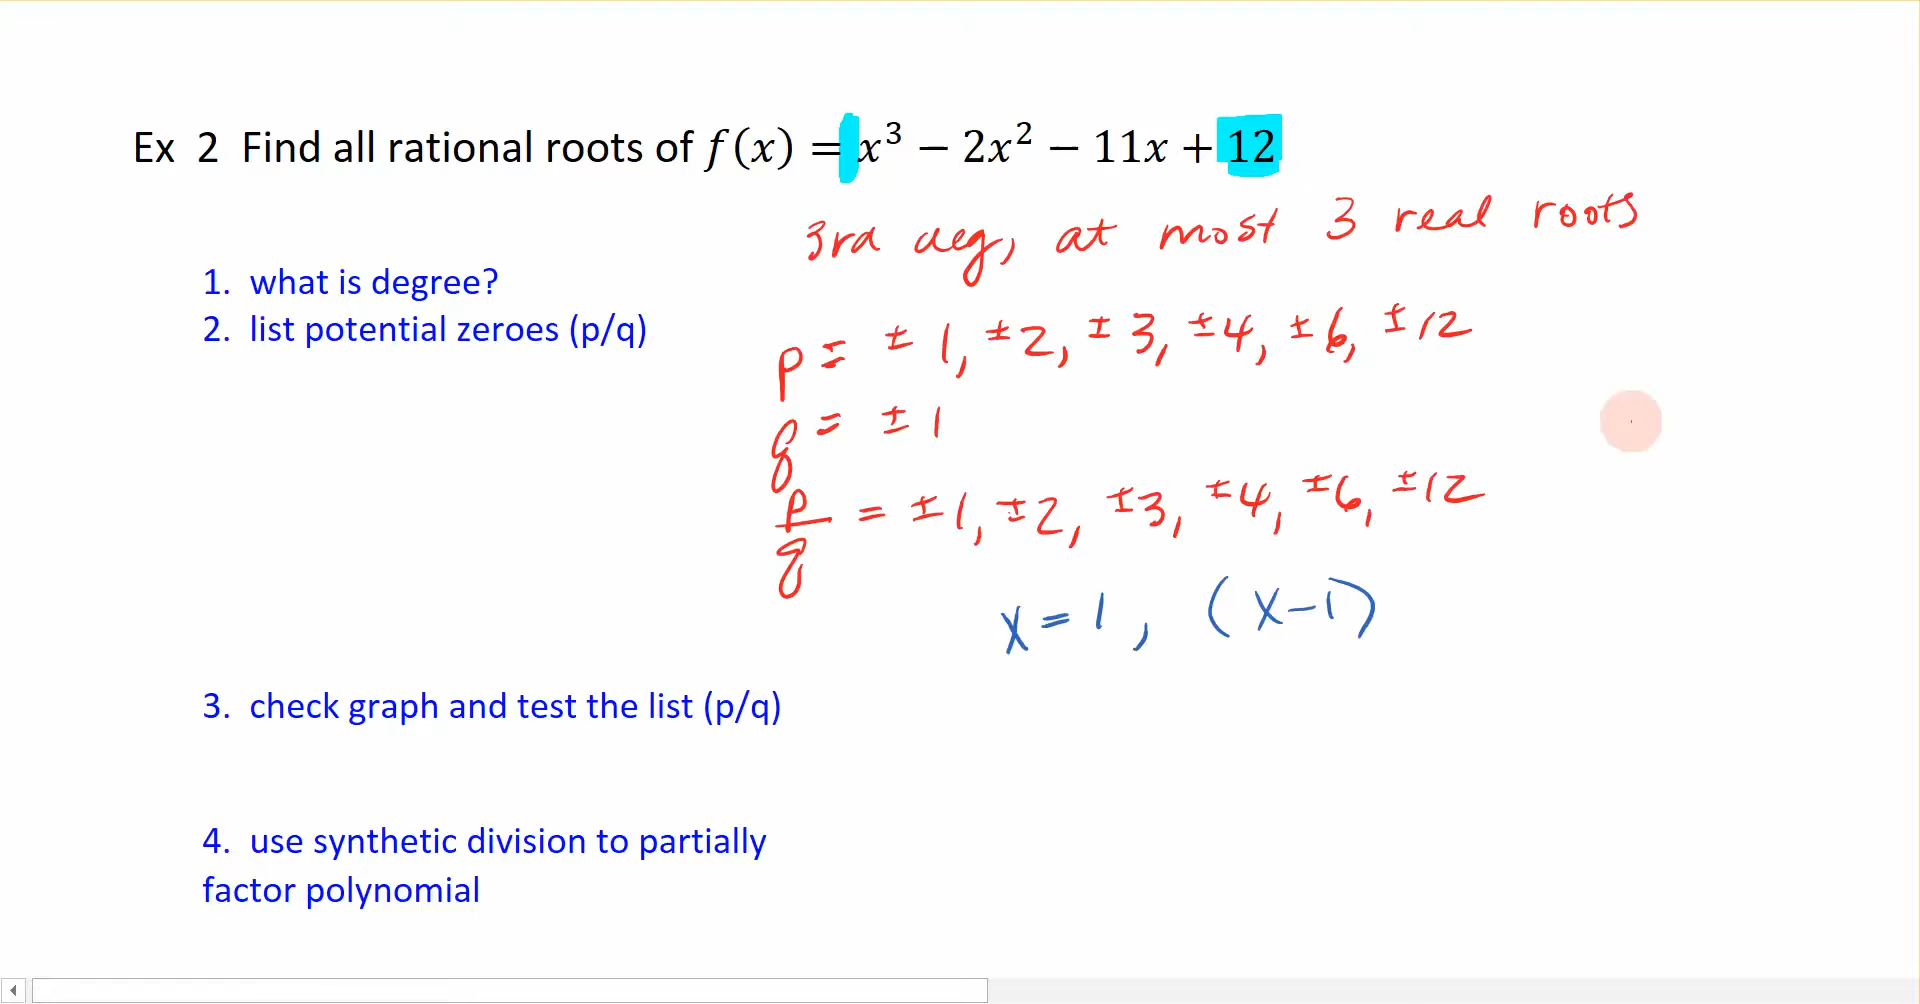 Ex 2 Find all rational roots of f(x) = x³ − 2x² − 11x + 12
3rd deg, at most 3 real roots
1. what is degree?
2. list potential zeroes (p/q)
p = ± 1, ± 2, ± 3, ± 4, ± 6, ± 12
q = ± 1
p/q = ± 1, ± 2, ± 3, ± 4, ± 6, ± 12
x = 1, (x − 1)
3. check graph and test the list (p/q)
4. use synthetic division to partially
factor polynomial